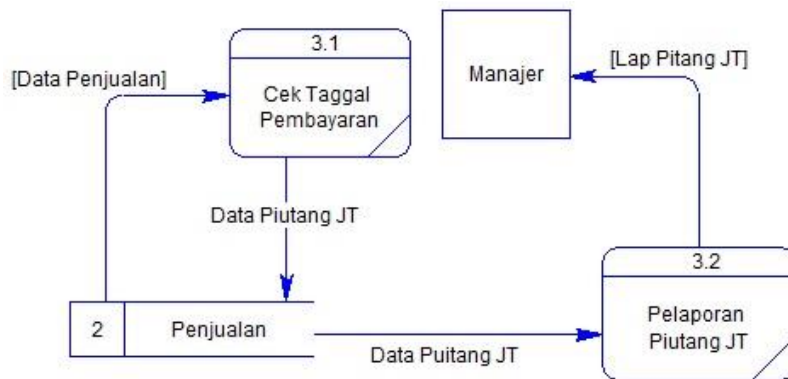 3.1
Cek Taggal
Pembayaran
Manajer
[Lap Pitang JT]
[Data Penjualan]
Data Piutang JT
3.2
Pelaporan
Piutang JT
2
Penjualan
Data Puitang JT